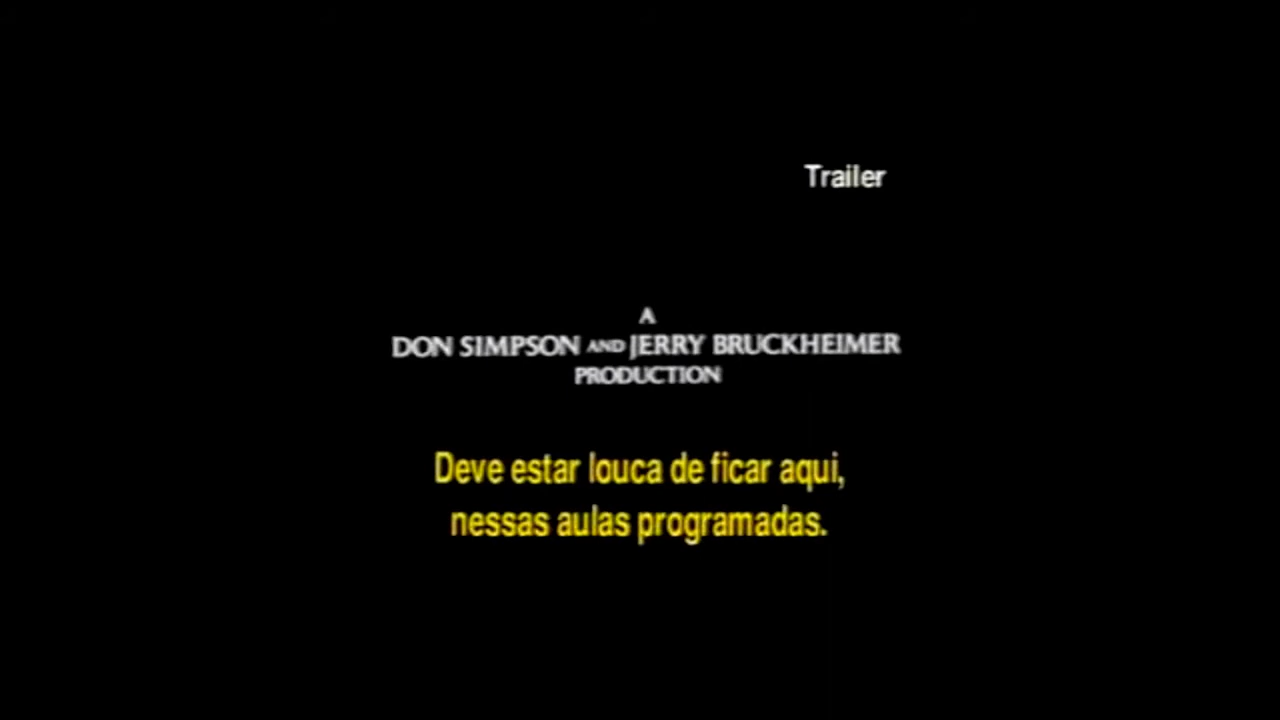 Trailer
A
DON SIMPSON AND JERRY BRUCKHEIMER
PRODUCTION
Deve estar louca de ficar aqui,
nessas aulas programadas.